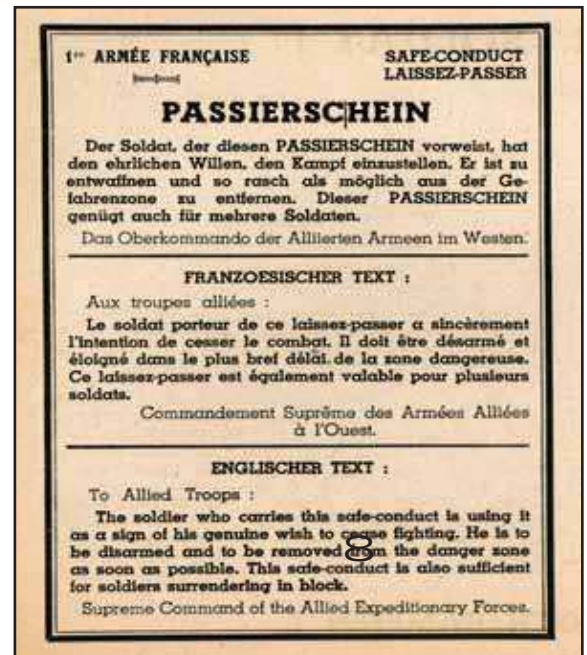 1re ARMÉE FRANÇAISE
SAFE-CONDUCT
LAISSEZ-PASSER
PASSIERSCHEIN
Der Soldat, der diesen PASSIERSCHEIN vorweist, hat
den ehrlichen Willen, den Kampf einzustellen. Er ist zu
entwaffnen und so rasch als möglich aus der Ge-
fahrenzone zu entfernen. Dieser PASSIERSCHEIN
genügt auch für mehrere Soldaten.
Das Oberkommando der Alliierten Armeen im Westen.
FRANZOESISCHER TEXT :
Aux troupes alliées :
Le soldat porteur de ce laissez-passer a sincèrement
l'intention de cesser le combat. Il doit être désarmé et
éloigné dans le plus bref délai de la zone dangereuse.
Ce laissez-passer est également valable pour plusieurs
soldats.
Commandement Suprême des Armées Alliées
à l'Ouest.
ENGLISCHER TEXT :
To Allied Troops :
The soldier who carries this safe-conduct is using it
as a sign of his genuine wish to cease fighting. He is to
be disarmed and to be removed from the danger zone
as soon as possible. This safe-conduct is also sufficient
for soldiers surrendering in block.
Supreme Command of the Allied Expeditionary Forces.